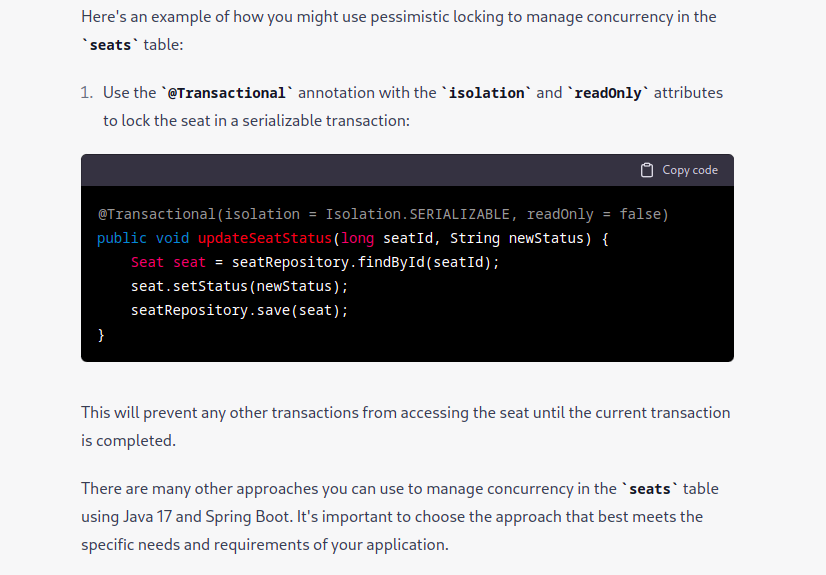 Here's an example of how you might use pessimistic locking to manage concurrency in the
`seats` table:
1. Use the `@Transactional` annotation with the `isolation` and `readOnly` attributes
to lock the seat in a serializable transaction:
Copy code
@Transactional(isolation = Isolation.SERIALIZABLE, readOnly = false)
public void updateSeatStatus(long seatId, String newStatus) {
    Seat seat = seatRepository.findById(seatId);
    seat.setStatus(newStatus);
    seatRepository.save(seat);
}
This will prevent any other transactions from accessing the seat until the current transaction
is completed.
There are many other approaches you can use to manage concurrency in the `seats` table
using Java 17 and Spring Boot. It's important to choose the approach that best meets the
specific needs and requirements of your application.